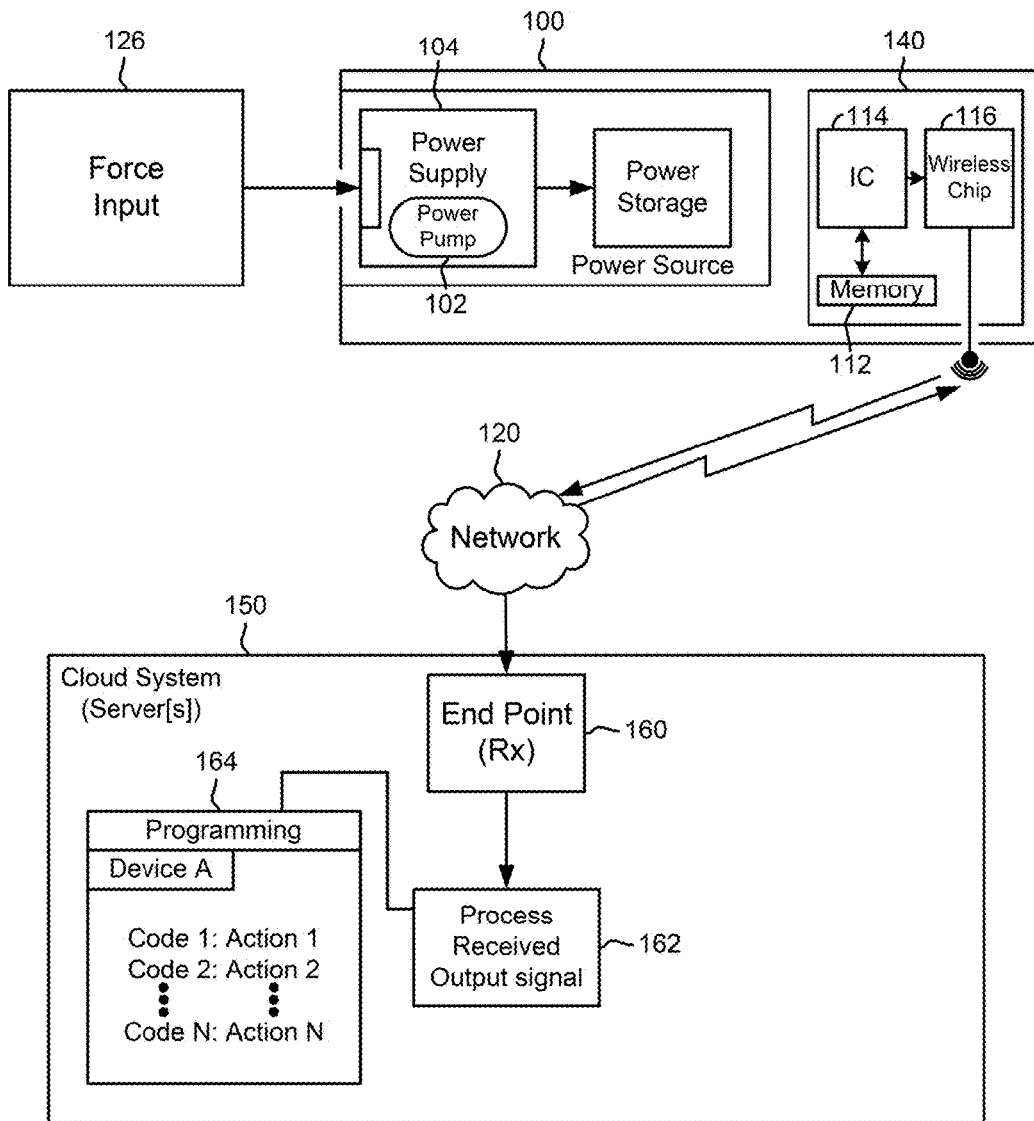 126
100
104
140
114
116
Force
Input
Power
Supply
Power
Pump
Power
Storage
Power Source
IC
Wireless
Chip
Memory
102
112
120
Network
150
Cloud System
(Server[s])
End Point
(Rx)
160
164
Programming
Device A
Code 1: Action 1
Code 2: Action 2
Code N: Action N
Process
Received
Output signal
162